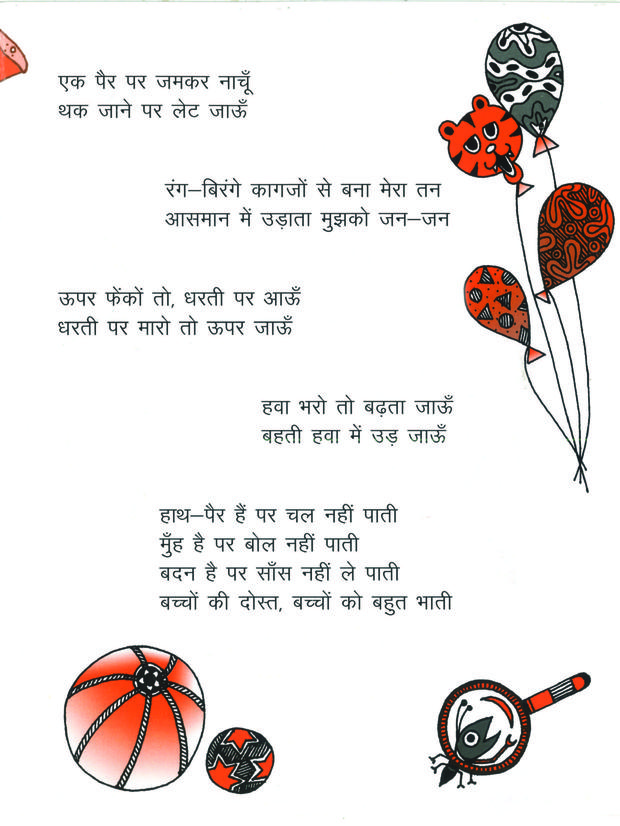 एक पैर पर जमकर नाचूँ
थक जाने पर लेट जाऊँ
रंग–बिरंगे कागजों से बना मेरा तन
आसमान में उड़ाता मुझको जन–जन
ऊपर फेंकों तो, धरती पर आऊँ
धरती पर मारो तो ऊपर जाऊँ
हवा भरो तो बढ़ता जाऊँ
बहती हवा में उड़ जाऊँ
हाथ–पैर हैं पर चल नहीं पाती
मुँह है पर बोल नहीं पाती
बदन है पर साँस नहीं ले पाती
बच्चों की दोस्त, बच्चों को बहुत भाती